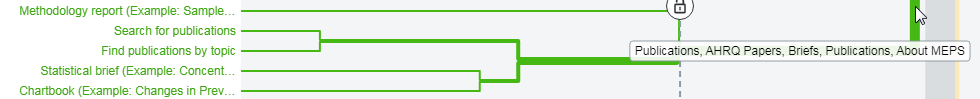 Methodology report (Example: Sample…
Search for publications
Find publications by topic
Publications, AHRQ Papers, Briefs, Publications, About MEPS
Statistical brief (Example: Concent…
Chartbook (Example: Changes in Prev…